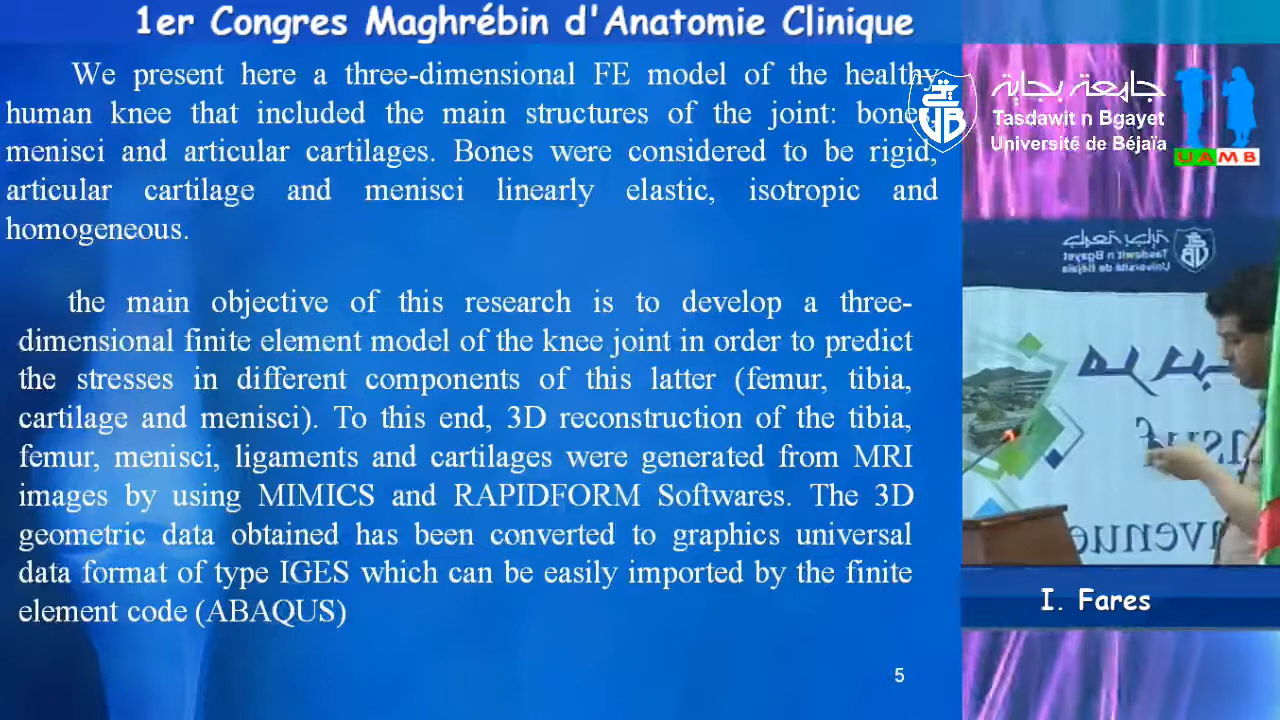 1er Congres Maghrébin d'Anatomie Clinique
We present here a three-dimensional FE model of the healthy
human knee that included the main structures of the joint: bones,
menisci and articular cartilages. Bones were considered to be rigid,
articular cartilage and menisci linearly elastic, isotropic and
homogeneous.
the main objective of this research is to develop a three-
dimensional finite element model of the knee joint in order to predict
the stresses in different components of this latter (femur, tibia,
cartilage and menisci). To this end, 3D reconstruction of the tibia,
femur, menisci, ligaments and cartilages were generated from MRI
images by using MIMICS and RAPIDFORM Softwares. The 3D
geometric data obtained has been converted to graphics universal
data format of type IGES which can be easily imported by the finite
element code (ABAQUS)
5
جامعة بجاية
Tasdawit n Bgayet
Université de Béjaïa
UAMB
Tasdawit n Bgayet
Université de Béjaïa
I. Fares